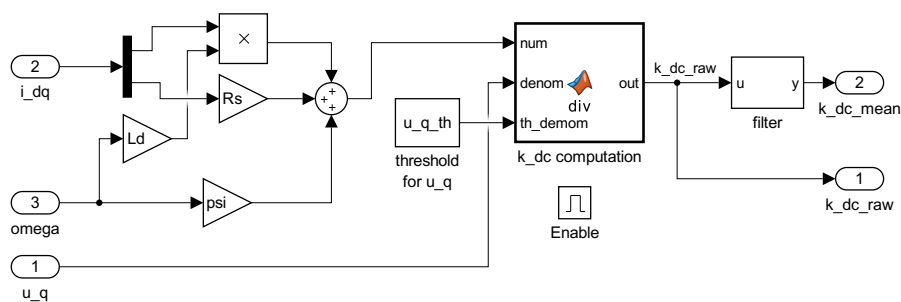 2
i_dq
×
Rs
+
+
+
Ld
3
omega
psi
1
u_q
u_q_th
threshold
for u_q
num
denom
th_demom
div
out
k_dc computation
Enable
k_dc_raw
u
y
filter
2
k_dc_mean
1
k_dc_raw